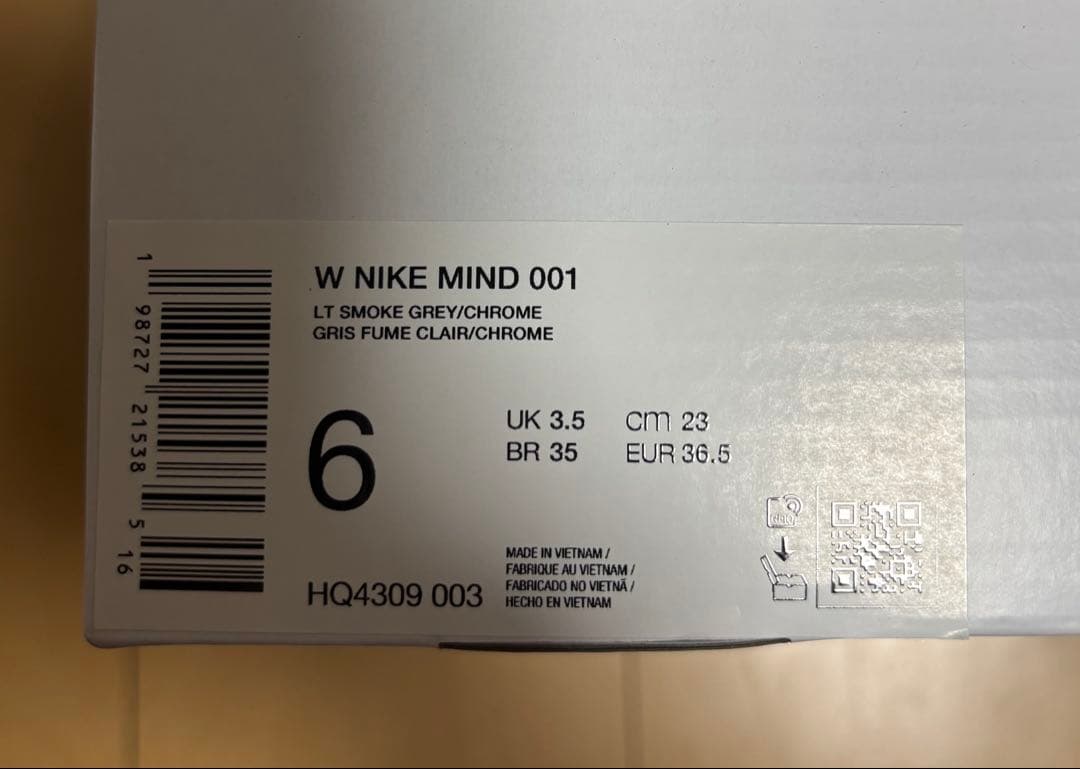 W NIKE MIND 001
LT SMOKE GREY/CHROME
GRIS FUME CLAIR/CHROME
6
UK 3.5 cm 23
BR 35 EUR 36.5
MADE IN VIETNAM /
FABRIQUE AU VIETNAM /
FABRICADO NO VIETNÃ /
HECHO EN VIETNAM
HQ4309 003
1 98727 21538 5 16